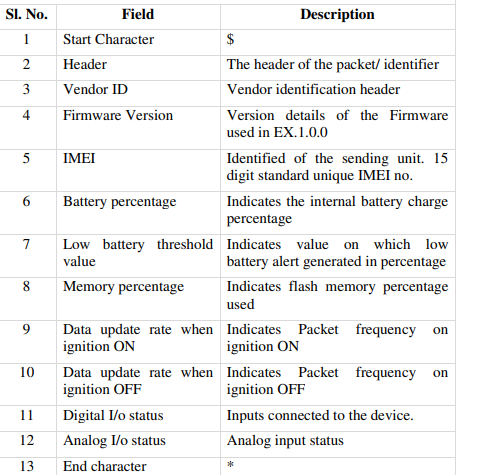 Sl. No. Field Description
1 Start Character $
2 Header The header of the packet/ identifier
3 Vendor ID Vendor identification header
4 Firmware Version Version details of the Firmware
used in EX.1.0.0
5 IMEI Identified of the sending unit. 15
digit standard unique IMEI no.
6 Battery percentage Indicates the internal battery charge
percentage
7 Low battery threshold Indicates value on which low
value battery alert generated in percentage
8 Memory percentage Indicates flash memory percentage
used
9 Data update rate when Indicates Packet frequency on
ignition ON ignition ON
10 Data update rate when Indicates Packet frequency on
ignition OFF ignition OFF
11 Digital I/o status Inputs connected to the device.
12 Analog I/o status Analog input status
13 End character *